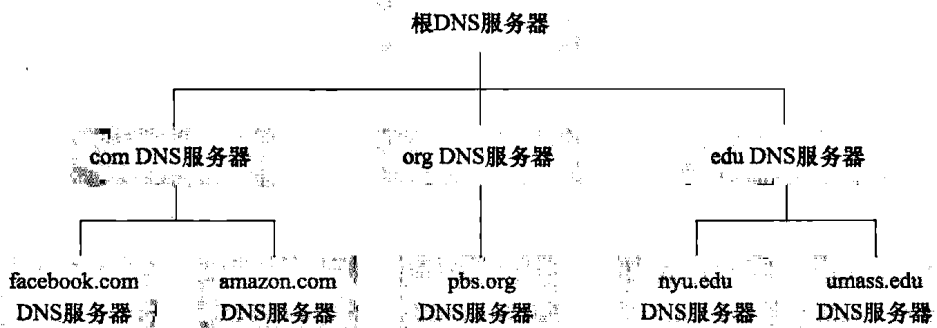 根DNS服务器
com DNS服务器
org DNS服务器
edu DNS服务器
facebook.com
DNS服务器
amazon.com
DNS服务器
pbs.org
DNS服务器
nyu.edu
DNS服务器
umass.edu
DNS服务器